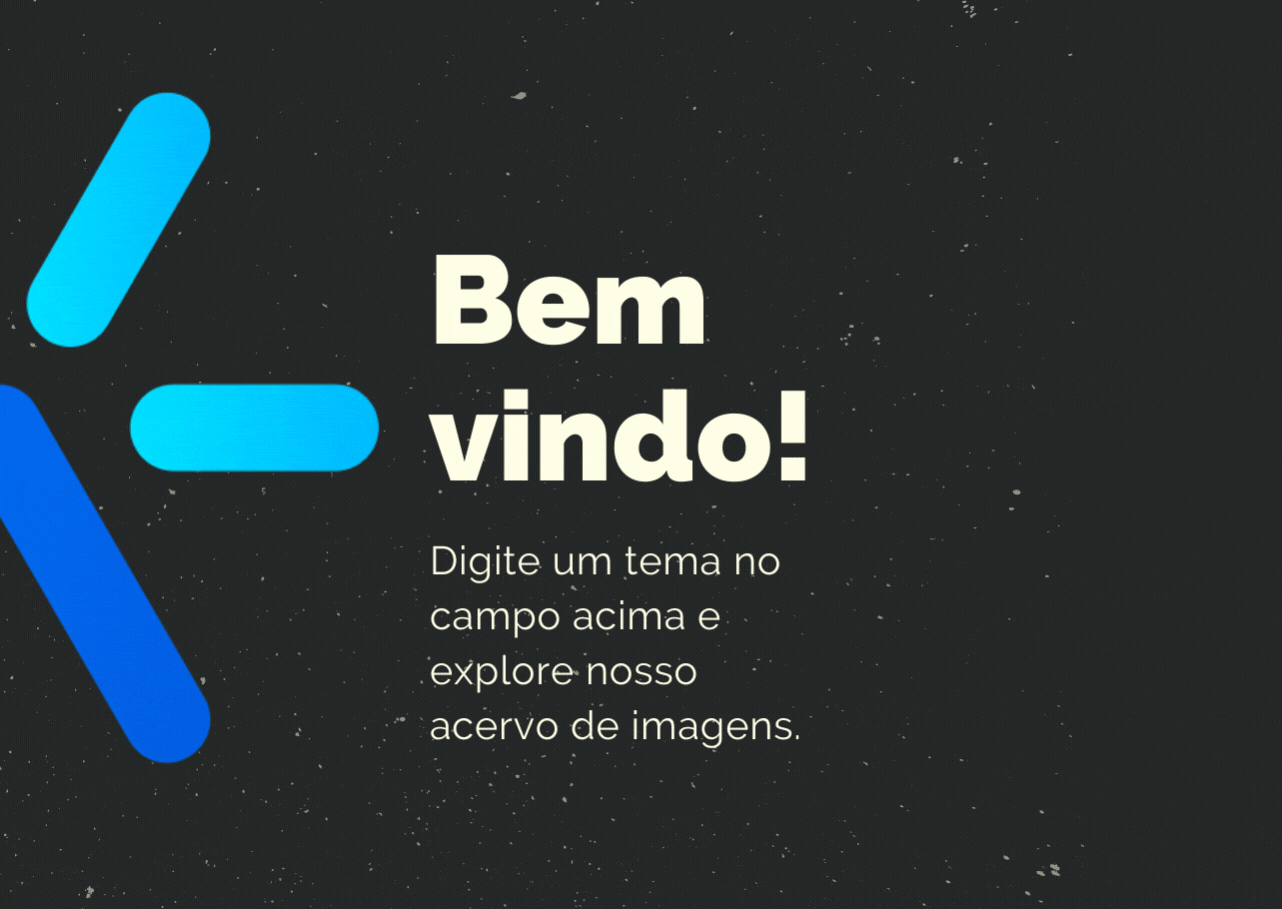 Bem
vindo!
Digite um tema no
campo acima e
explore nosso
acervo de imagens.